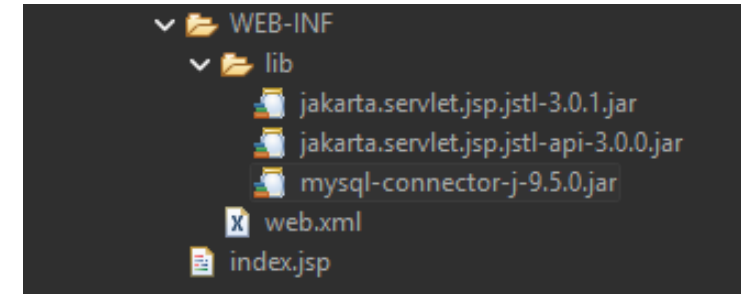 WEB-INF
lib
jakarta.servlet.jsp.jstl-3.0.1.jar
jakarta.servlet.jsp.jstl-api-3.0.0.jar
mysql-connector-j-9.5.0.jar
web.xml
index.jsp